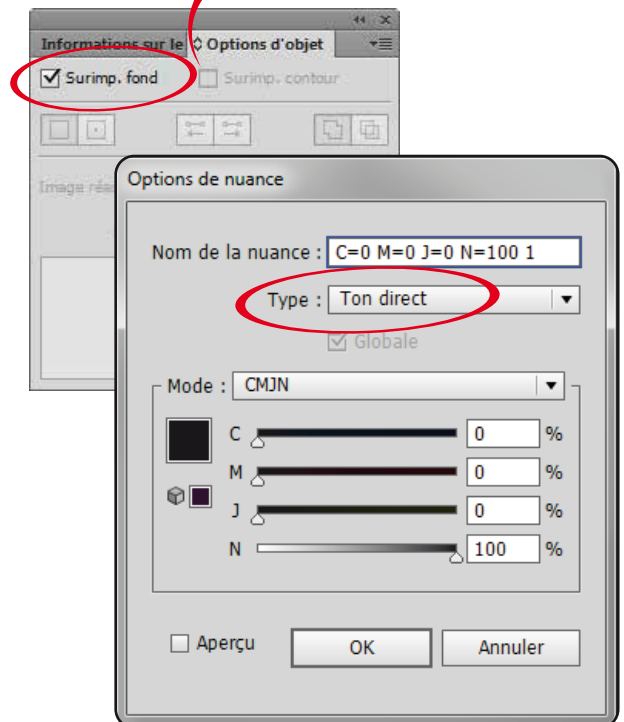 Informations sur le Options d'objet
Surimp. fond Surimp. contour
Image
Options de nuance
Nom de la nuance : C=0 M=0 J=0 N=100 1
Type : Ton direct
Globale
Mode : CMJN
C 0 %
M 0 %
J 0 %
N 100 %
Aperçu OK Annuler